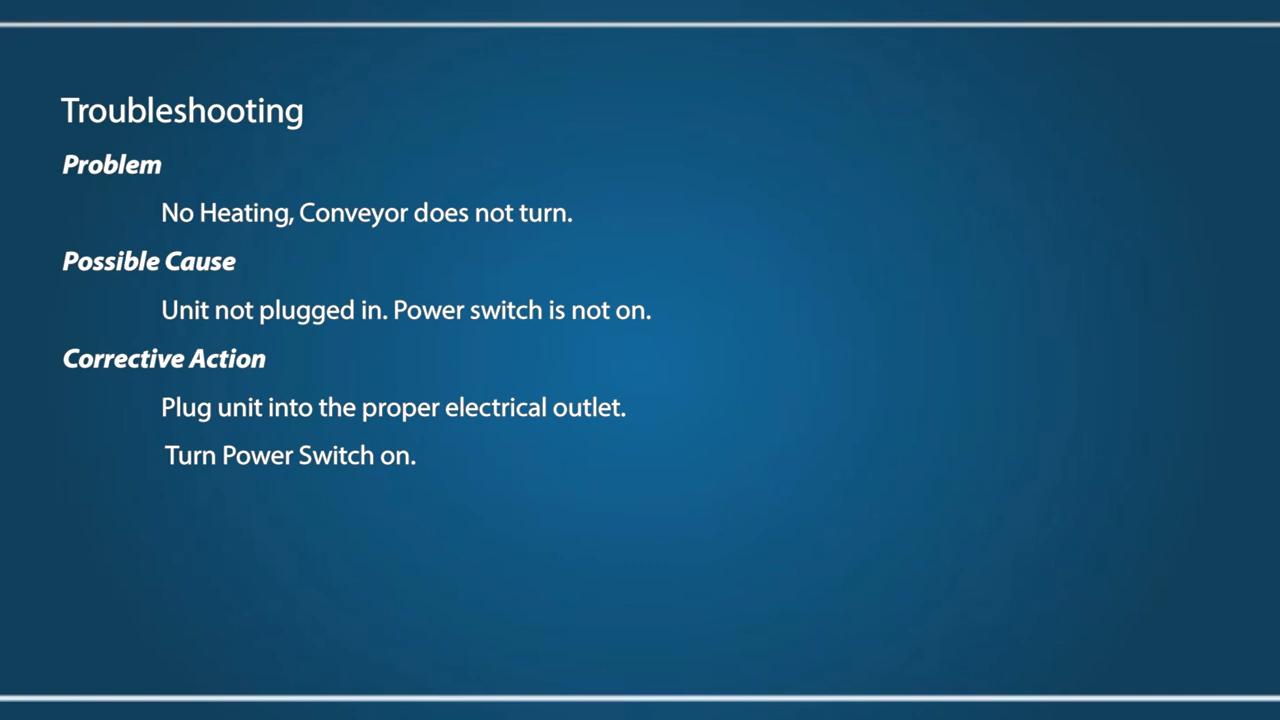 Troubleshooting
Problem
No Heating, Conveyor does not turn.
Possible Cause
Unit not plugged in. Power switch is not on.
Corrective Action
Plug unit into the proper electrical outlet.
Turn Power Switch on.